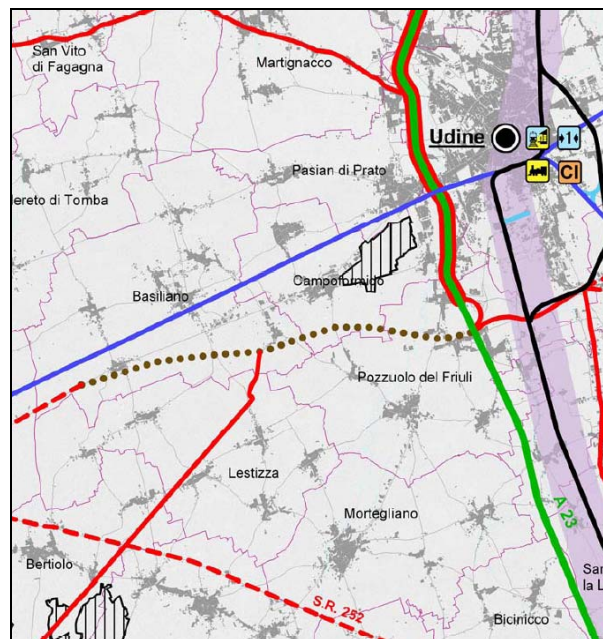 San Vito
di Fagagna
Martignacco
Udine
1
CI
Pasian di Prato
ereto di Tomba
Campoformido
Basiliano
Pozzuolo del Friuli
Lestizza
A 23
Mortegliano
Bertiolo
S.R. 252
San
la L
Bicinicco